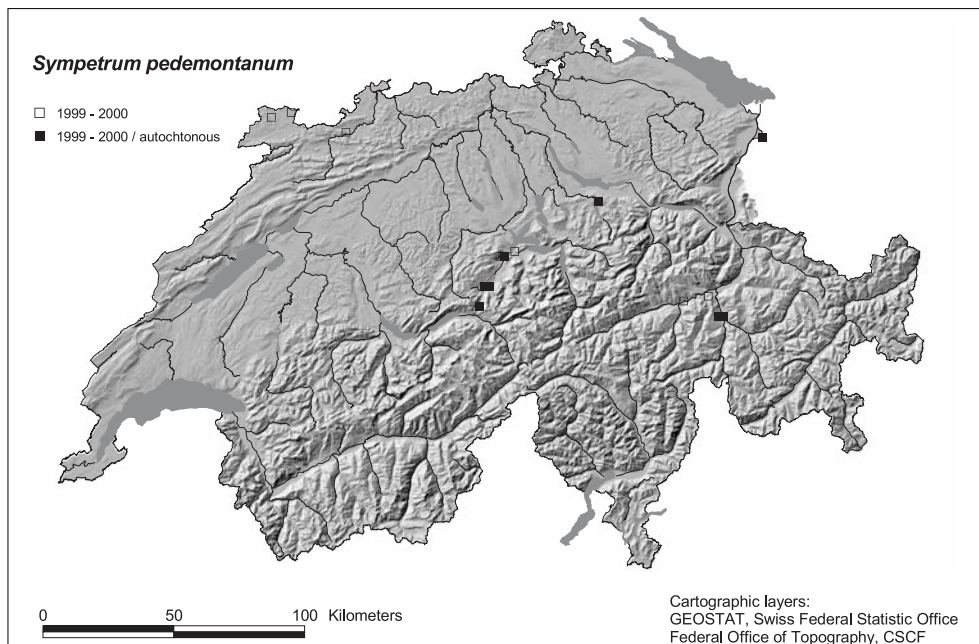 Sympetrum pedemontanum
1999 - 2000
1999 - 2000 / autochtonous
0 50 100 Kilometers
Cartographic layers:
GEOSTAT, Swiss Federal Statistic Office
Federal Office of Topography, CSCF